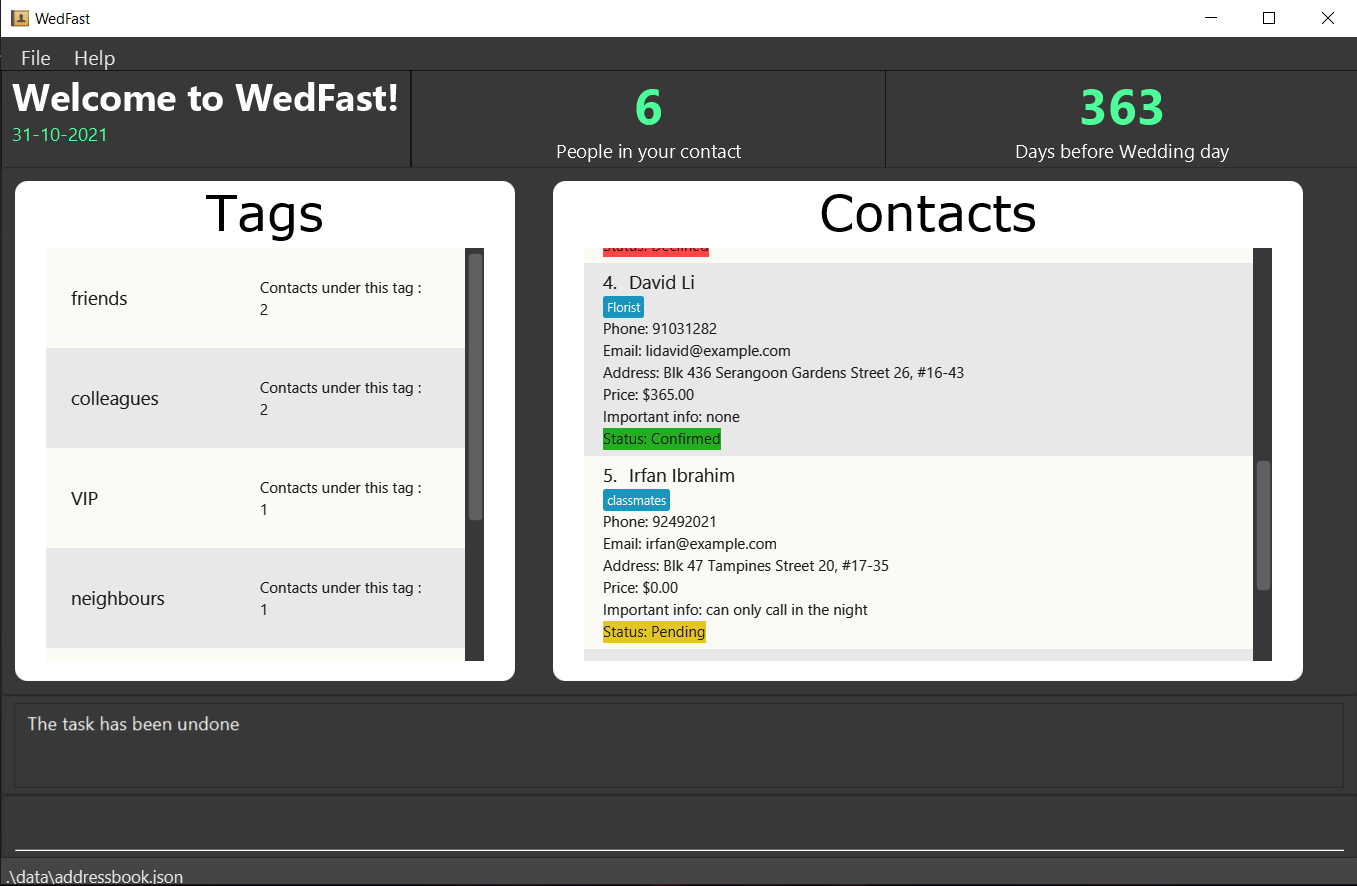 WedFast
File Help
Welcome to WedFast!
31-10-2021
6
People in your contact
363
Days before Wedding day
Tags
friends
Contacts under this tag :
2
colleagues
Contacts under this tag :
2
VIP
Contacts under this tag :
1
neighbours
Contacts under this tag :
1
Contacts
Status: Declined
4. David Li
Florist
Phone: 91031282
Email: lidavid@example.com
Address: Blk 436 Serangoon Gardens Street 26, #16-43
Price: $365.00
Important info: none
Status: Confirmed
5. Irfan Ibrahim
classmates
Phone: 92492021
Email: irfan@example.com
Address: Blk 47 Tampines Street 20, #17-35
Price: $0.00
Important info: can only call in the night
Status: Pending
The task has been undone
.\data\addressbook.json